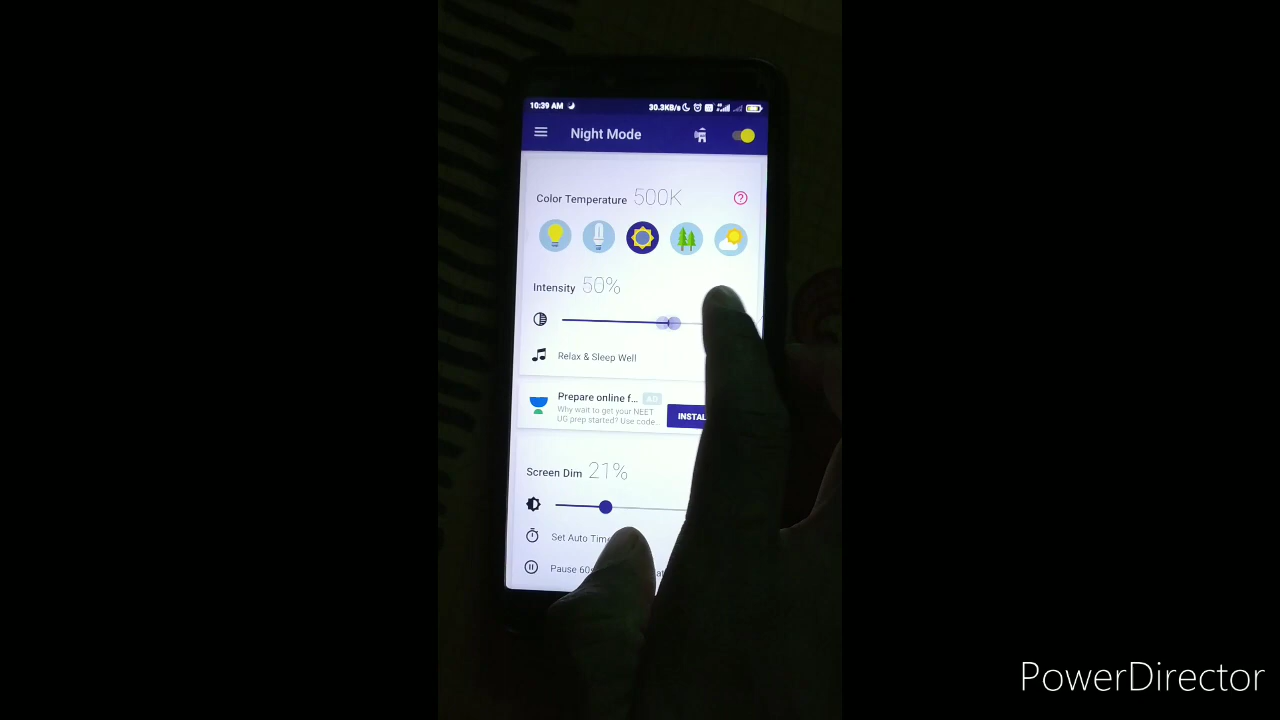 10:39 AM
30.3KB/s
Night Mode
Color Temperature 500K
Intensity 50%
Relax & Sleep Well
Prepare online f... AD
Why wait to get your NEET
UG prep started? Use code...
INSTAL
Screen Dim 21%
Set Auto Time
Pause 60s
PowerDirector